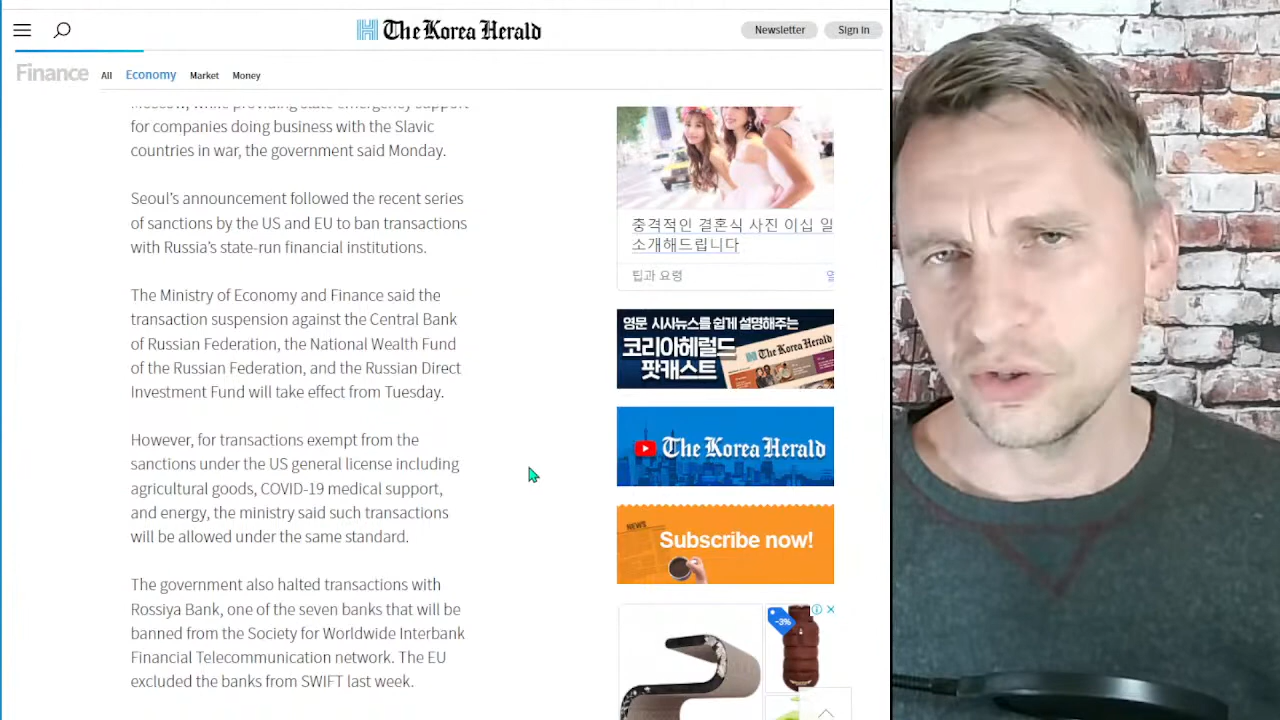 The Korea Herald
Newsletter
Sign In
Finance
All
Economy
Market
Money
Moscow, while providing state emergency support
for companies doing business with the Slavic
countries in war, the government said Monday.
Seoul's announcement followed the recent series
of sanctions by the US and EU to ban transactions
with Russia's state-run financial institutions.
The Ministry of Economy and Finance said the
transaction suspension against the Central Bank
of Russian Federation, the National Wealth Fund
of the Russian Federation, and the Russian Direct
Investment Fund will take effect from Tuesday.
However, for transactions exempt from the
sanctions under the US general license including
agricultural goods, COVID-19 medical support,
and energy, the ministry said such transactions
will be allowed under the same standard.
The government also halted transactions with
Rossiya Bank, one of the seven banks that will be
banned from the Society for Worldwide Interbank
Financial Telecommunication network. The EU
excluded the banks from SWIFT last week.
충격적인 결혼식 사진 이십 일
소개해드립니다
팁과 요령
영문 시사뉴스를 쉽게 설명해주는
코리아헤럴드
팟캐스트
The Korea Herald
The Korea Herald
NEWS
Subscribe now!
-3%